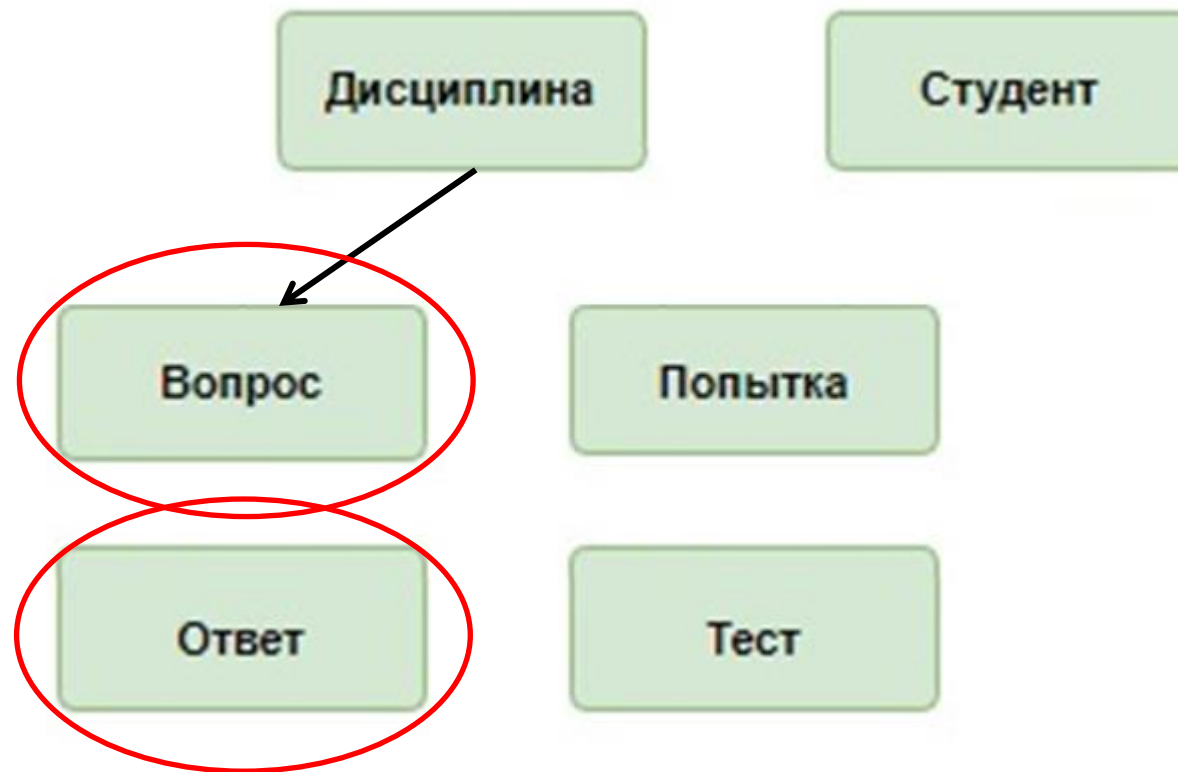 Дисциплина
Студент
Вопрос
Попытка
Ответ
Тест